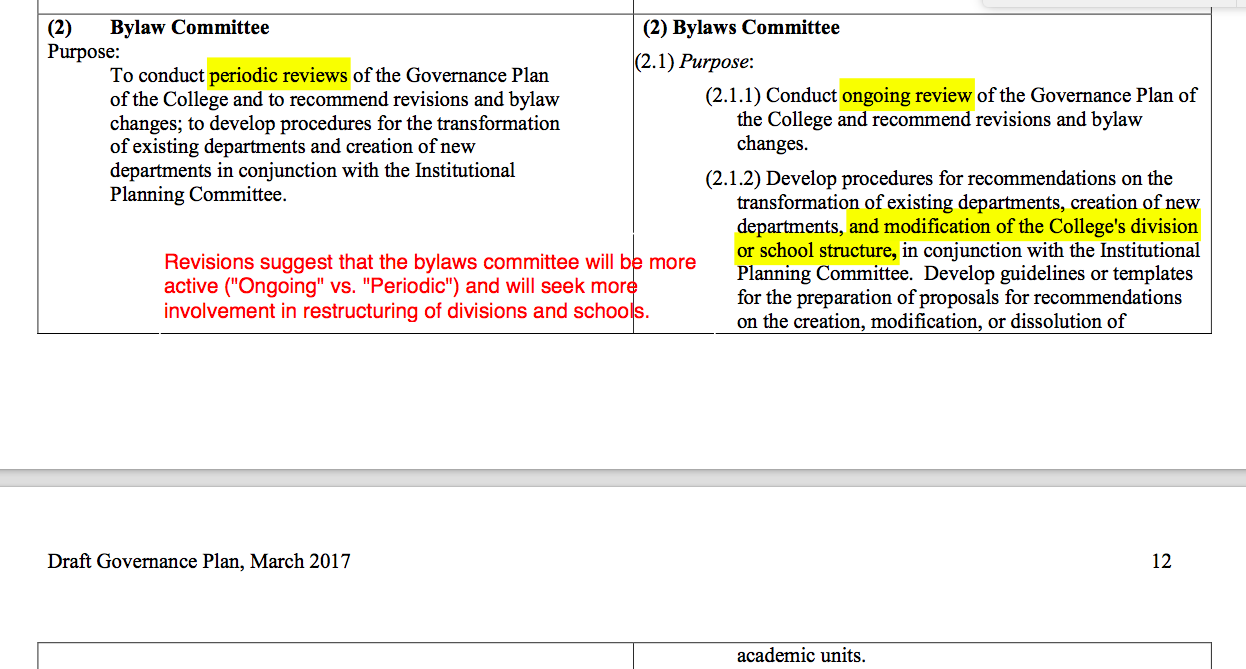 (2) Bylaw Committee
Purpose:
To conduct periodic reviews of the Governance Plan
of the College and to recommend revisions and bylaw
changes; to develop procedures for the transformation
of existing departments and creation of new
departments in conjunction with the Institutional
Planning Committee.
Revisions suggest that the bylaws committee will be more
active ("Ongoing" vs. "Periodic") and will seek more
involvement in restructuring of divisions and schools.
(2) Bylaws Committee
(2.1) Purpose:
(2.1.1) Conduct ongoing review of the Governance Plan of
the College and recommend revisions and bylaw
changes.
(2.1.2) Develop procedures for recommendations on the
transformation of existing departments, creation of new
departments, and modification of the College's division
or school structure, in conjunction with the Institutional
Planning Committee. Develop guidelines or templates
for the preparation of proposals for recommendations
on the creation, modification, or dissolution of
Draft Governance Plan, March 2017 12
academic units.